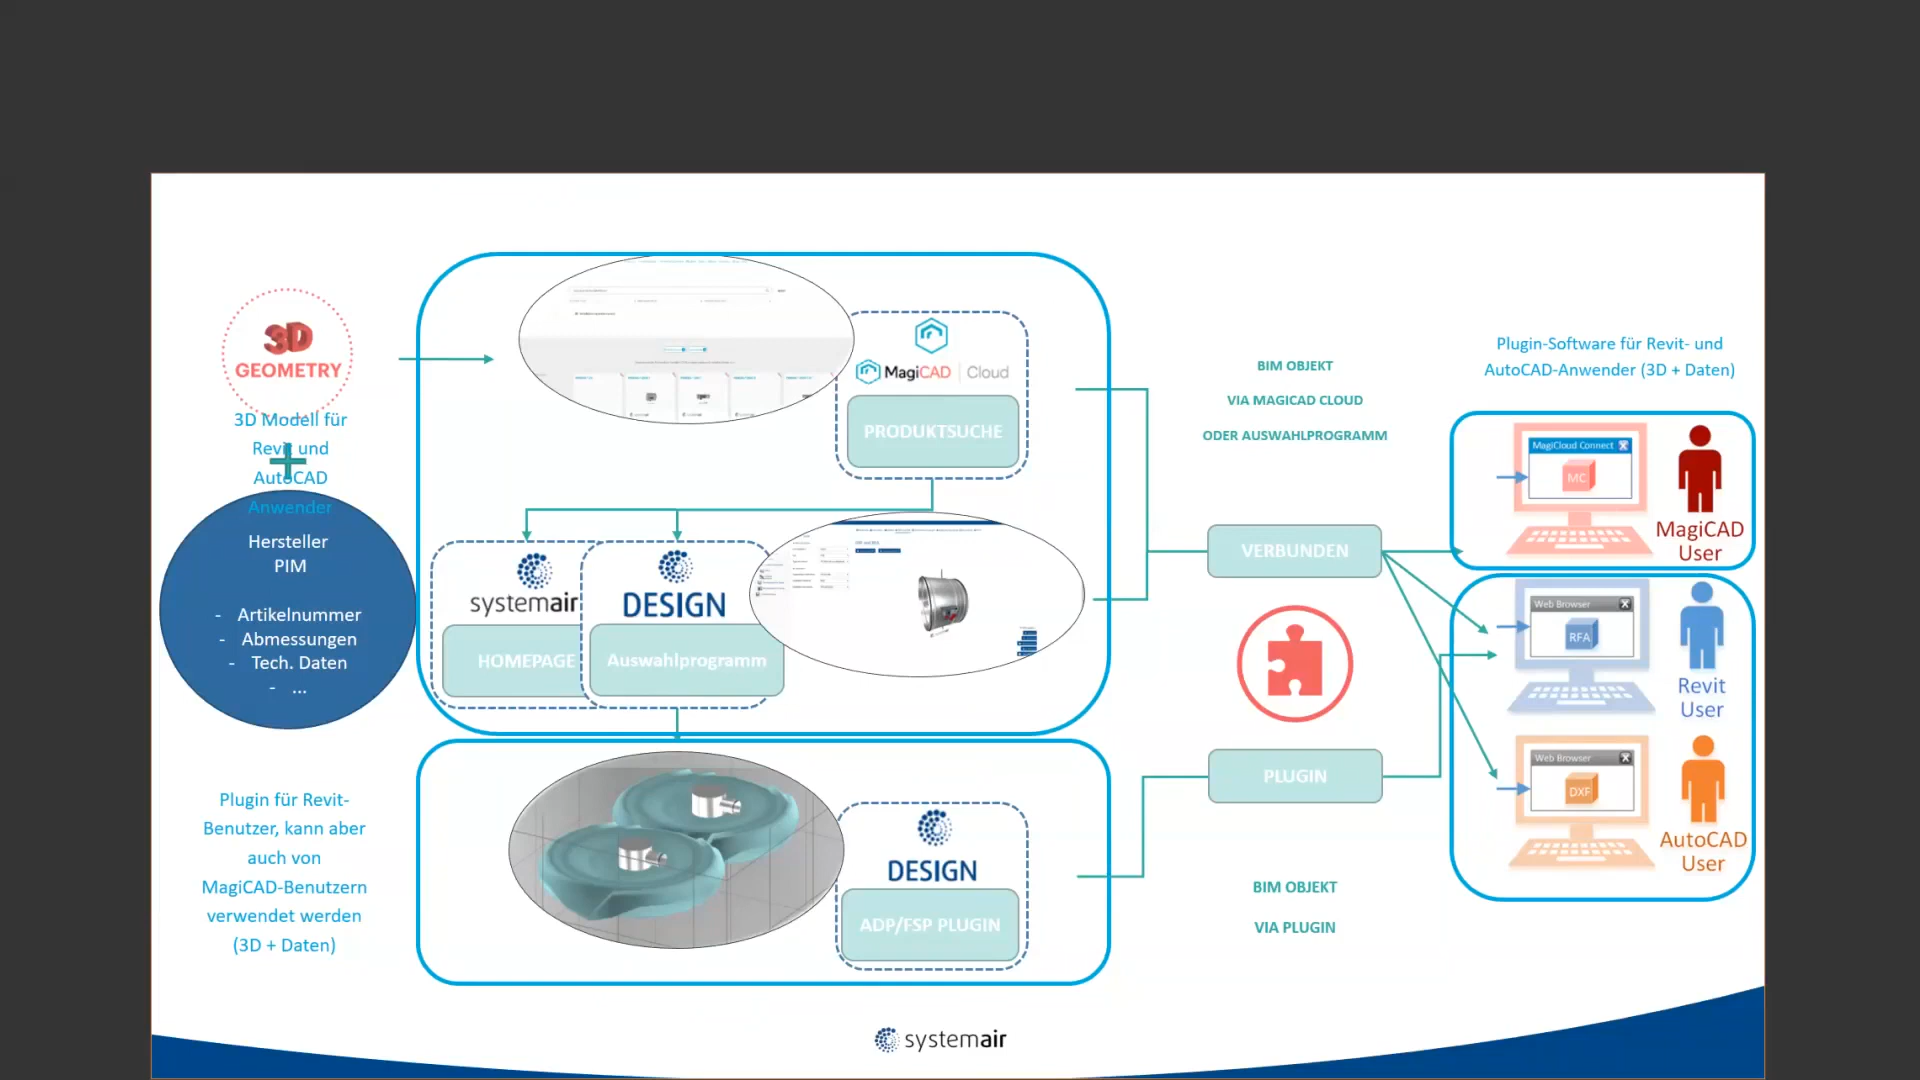 3D
GEOMETRY
3D Modell für
Revit und
AutoCAD
Anwender
Hersteller
PIM
- Artikelnummer
- Abmessungen
- Tech. Daten
- ...
Plugin für Revit-
Benutzer, kann aber
auch von
MagiCAD-Benutzern
verwendet werden
(3D + Daten)
MagiCAD | Cloud
PRODUKTSUCHE
systemair
HOMEPAGE
DESIGN
Auswahlprogramm
DESIGN
ADP/FSP PLUGIN
BIM OBJEKT
VIA MAGICAD CLOUD
ODER AUSWAHLPROGRAMM
VERBUNDEN
PLUGIN
BIM OBJEKT
VIA PLUGIN
Plugin-Software für Revit- und
AutoCAD-Anwender (3D + Daten)
MagiCloud Connect
MC
MagiCAD
User
Web Browser
RFA
Revit
User
Web Browser
DXF
AutoCAD
User
systemair